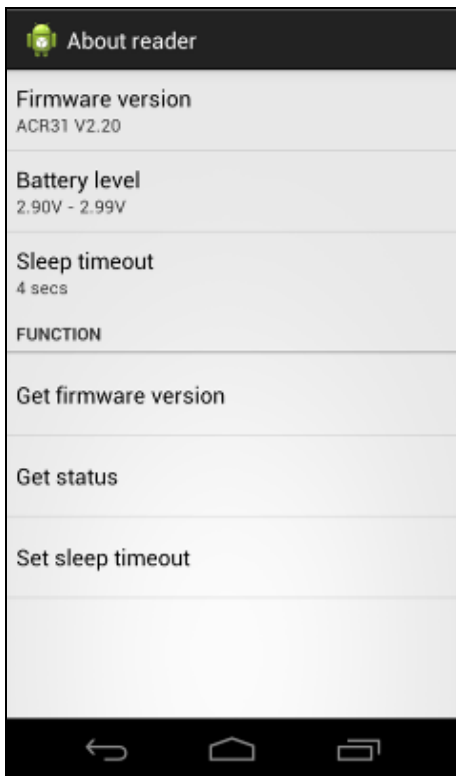 About reader
Firmware version
ACR31 V2.20
Battery level
2.90V - 2.99V
Sleep timeout
4 secs
FUNCTION
Get firmware version
Get status
Set sleep timeout